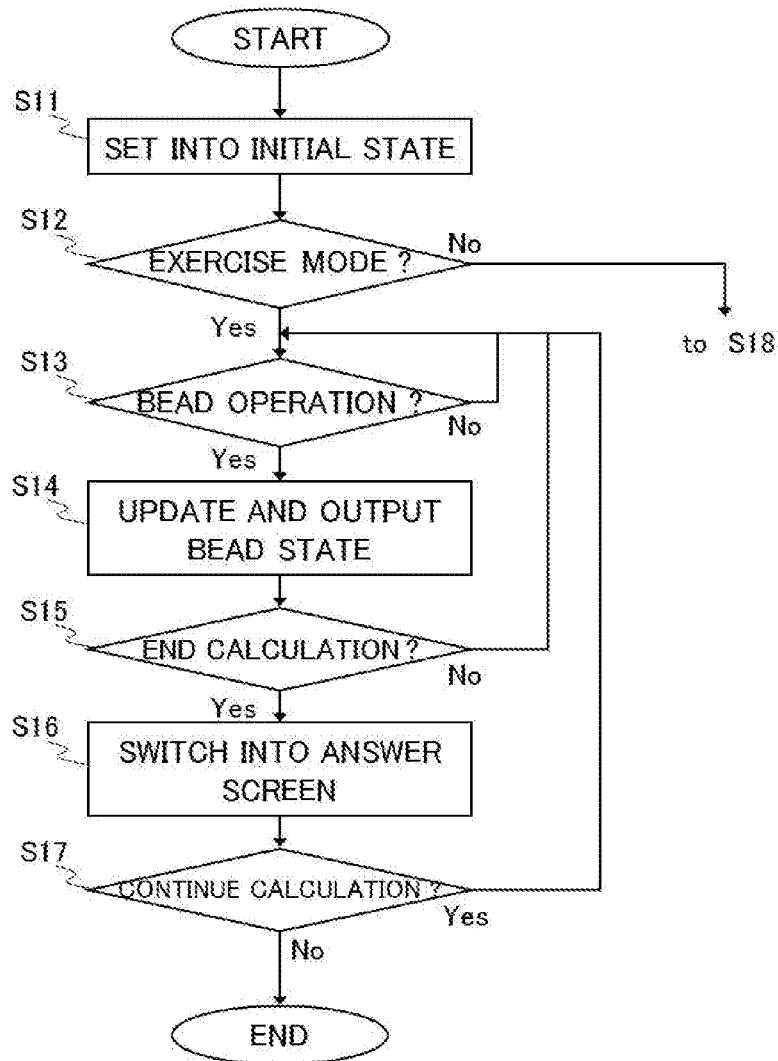 START
S11
SET INTO INITIAL STATE
S12
EXERCISE MODE ?
No
Yes
to S18
S13
BEAD OPERATION ?
No
Yes
S14
UPDATE AND OUTPUT
BEAD STATE
S15
END CALCULATION ?
No
Yes
S16
SWITCH INTO ANSWER
SCREEN
S17
CONTINUE CALCULATION ?
Yes
No
END